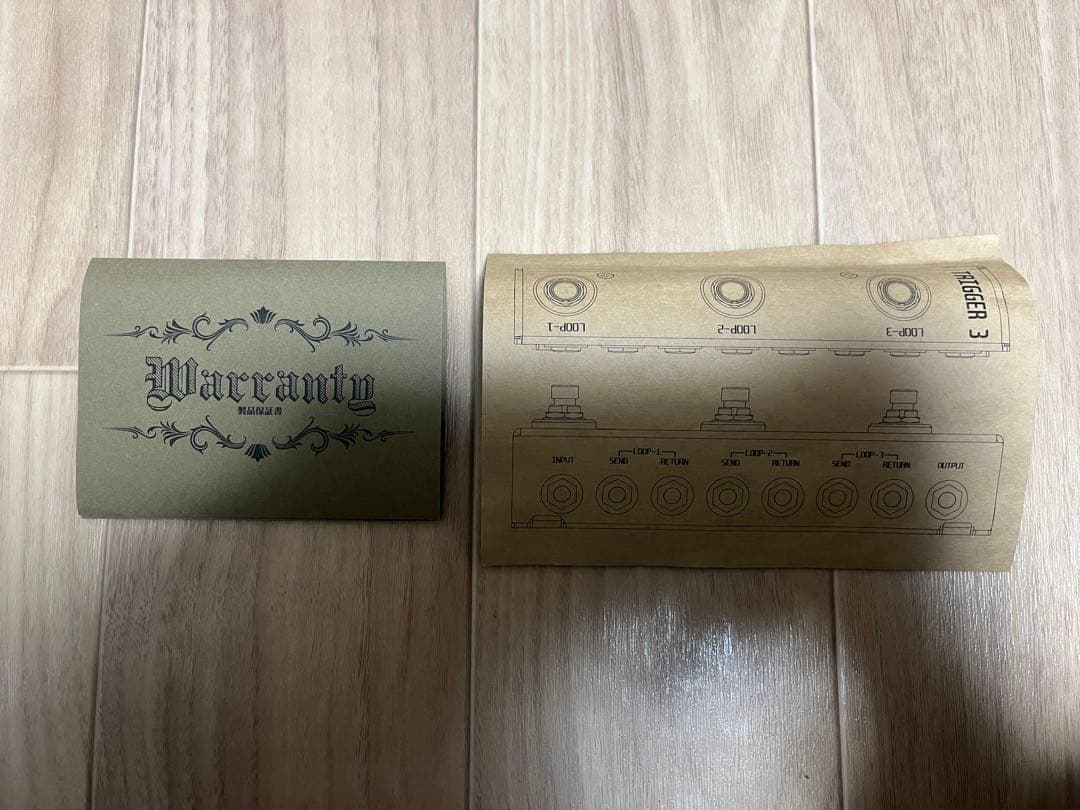 Warranty
製品保証書
TRIGGER 3
LOOP-1
LOOP-2
LOOP-3
LOOP-1 LOOP-2 LOOP-3
INPUT SEND RETURN SEND RETURN SEND RETURN OUTPUT